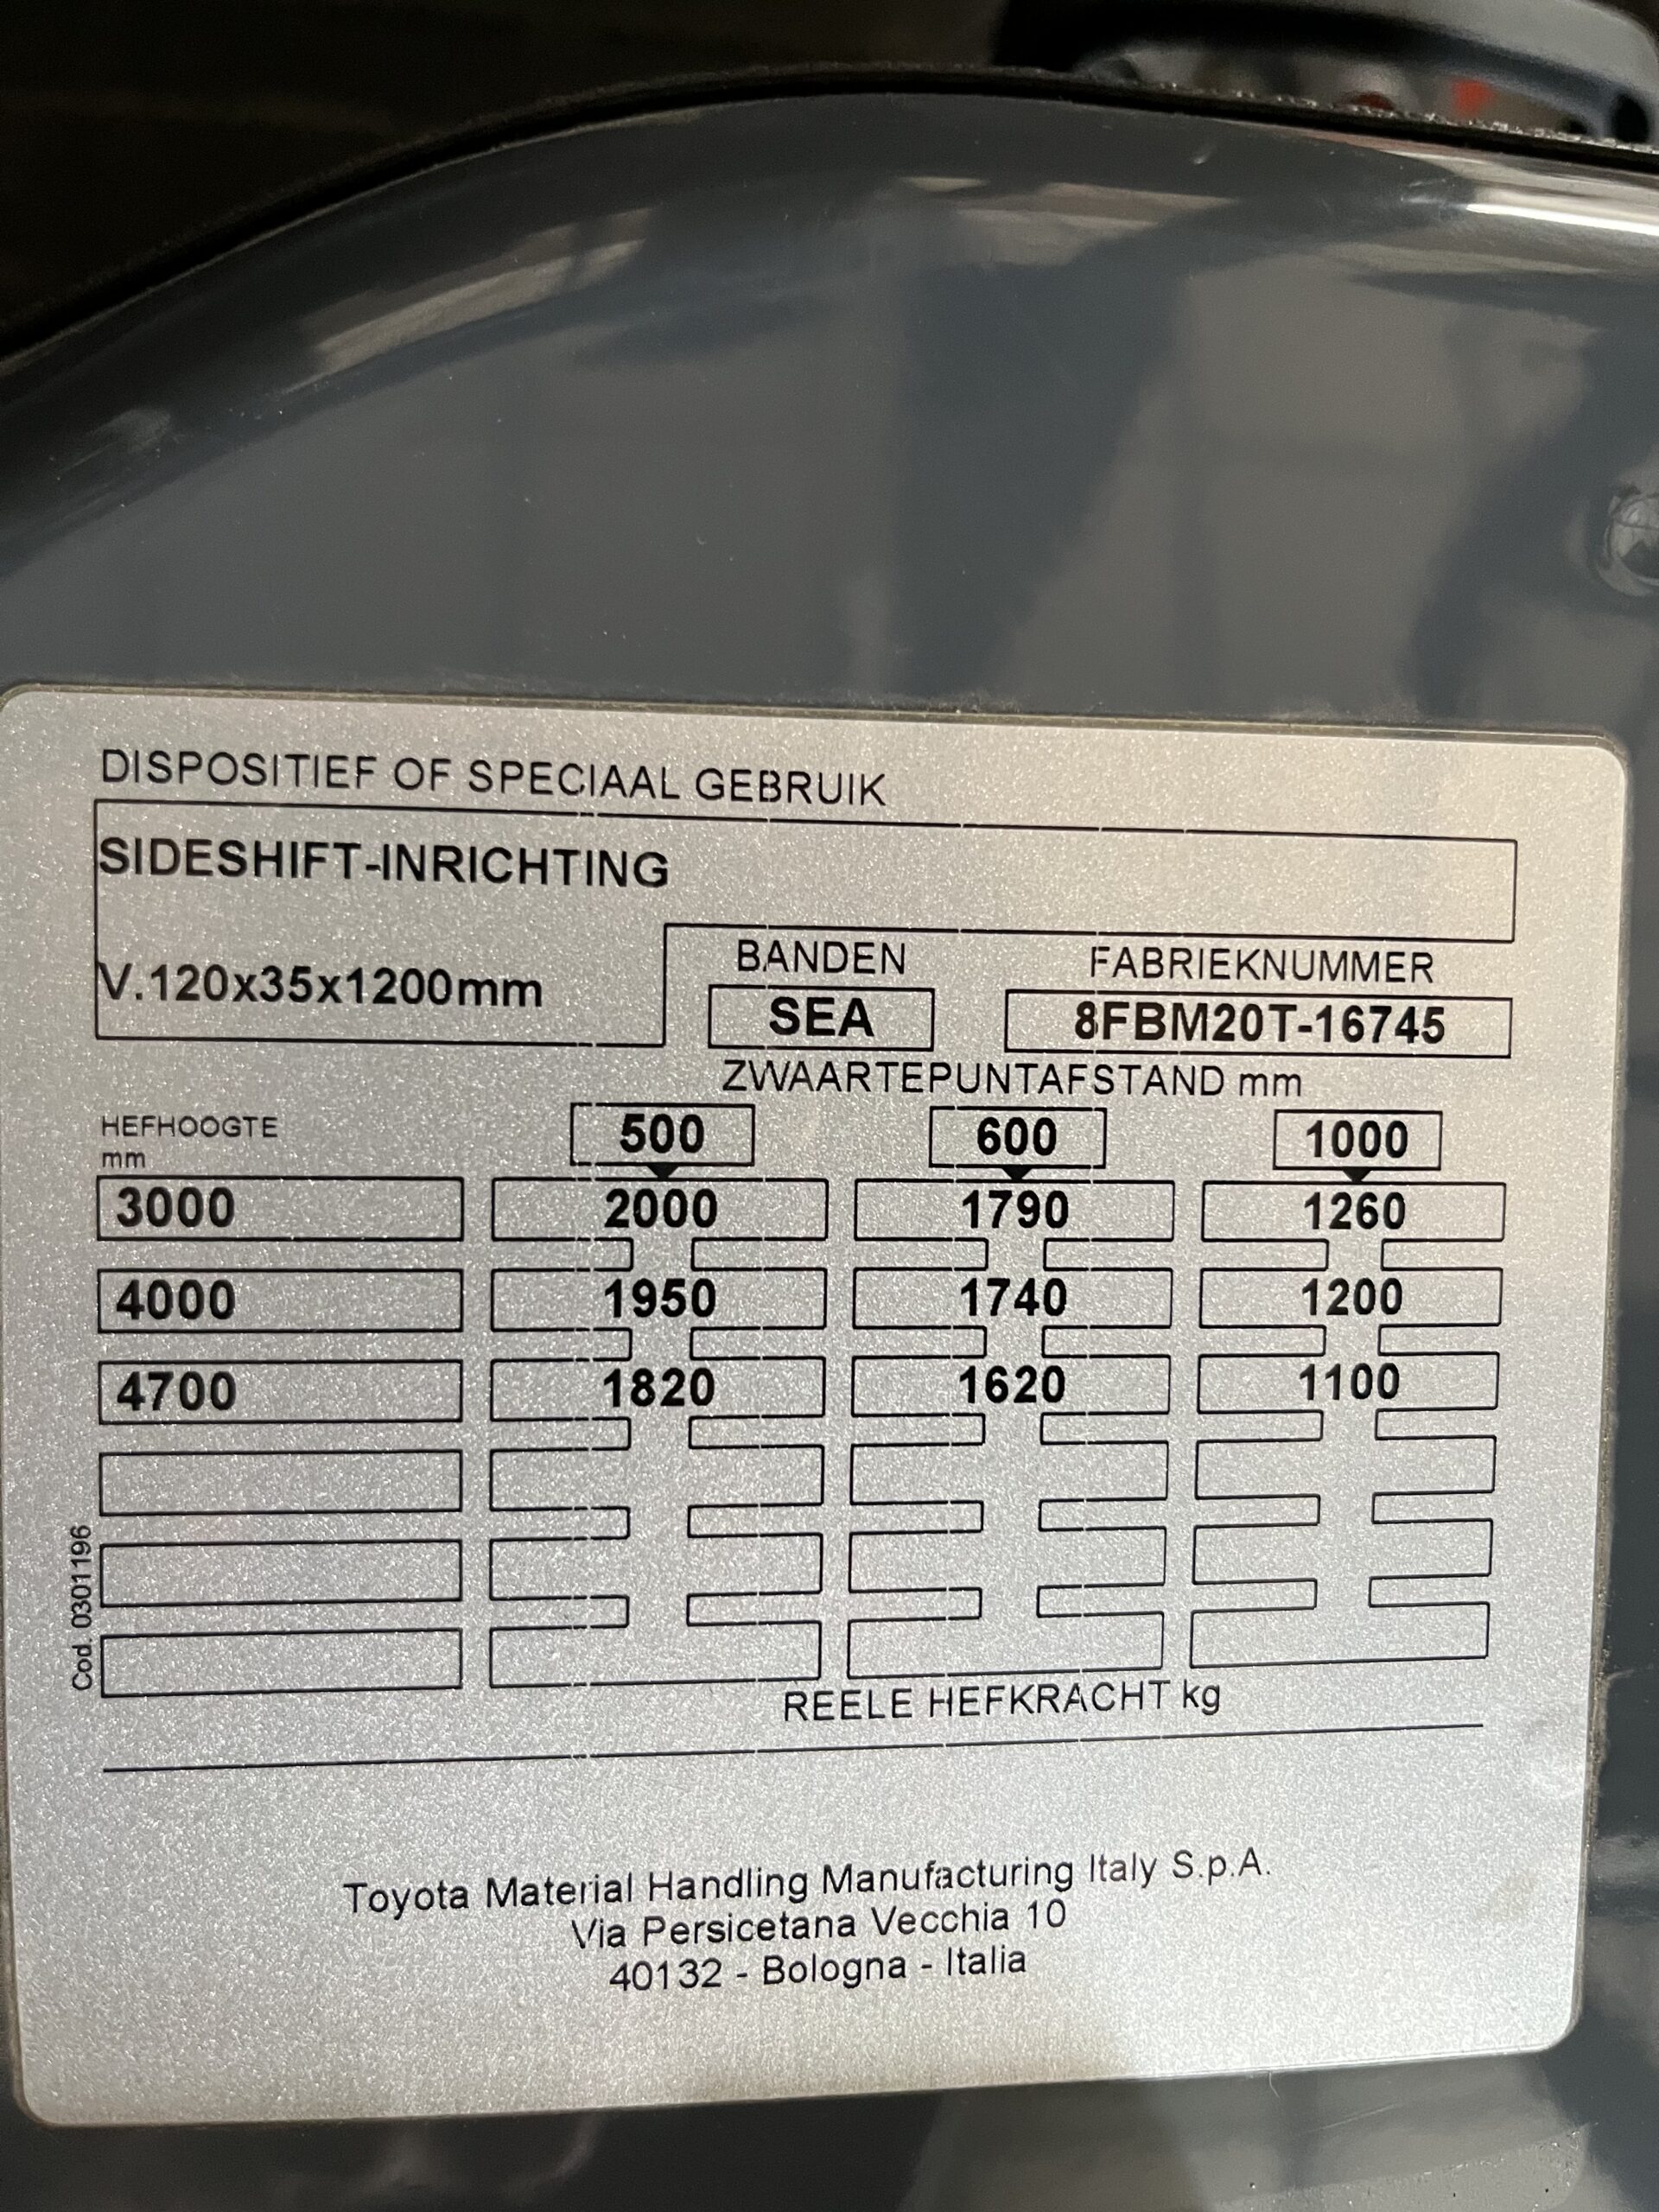 DISPOSITIEF OF SPECIAAL GEBRUIK
SIDESHIFT-INRICHTING
V.120x35x1200mm
BANDEN FABRIEKNUMMER
SEA 8FBM20T-16745
ZWAARTEPUNTAFSTAND mm
HEFHOOGTE
mm
500 600 1000
3000 2000 1790 1260
4000 1950 1740 1200
4700 1820 1620 1100
Cod. 0301196
REELE HEFKRACHT kg
Toyota Material Handling Manufacturing Italy S.p.A.
Via Persicetana Vecchia 10
40132 - Bologna - Italia